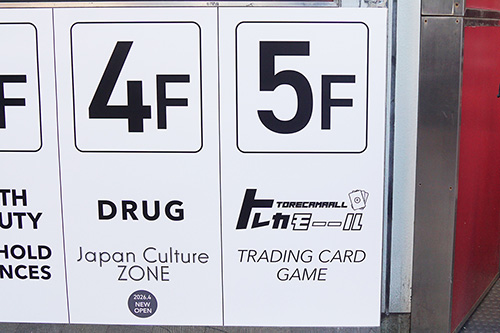 F
TH
UTY
HOLD
NCES
4F
DRUG
Japan Culture
ZONE
2026.4
NEW
OPEN
5F
TORECAMALL
トレカモーール
TRADING CARD
GAME